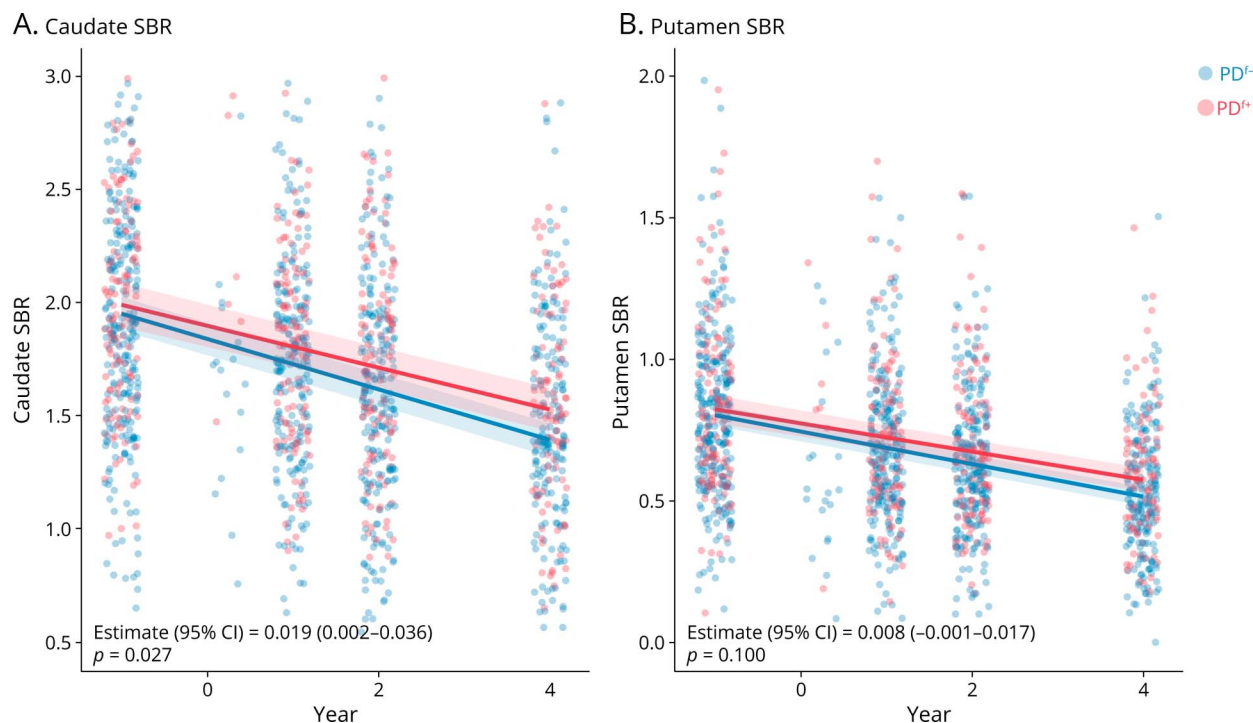 A. Caudate SBR
3.0
2.5
2.0
1.5
1.0
0.5
Caudate SBR
Estimate (95% CI) = 0.019 (0.002–0.036)
p = 0.027
0 2 4
Year
B. Putamen SBR
2.0
1.5
1.0
0.5
0.0
Putamen SBR
Estimate (95% CI) = 0.008 (–0.001–0.017)
p = 0.100
0 2 4
Year
PDf–
PDf+